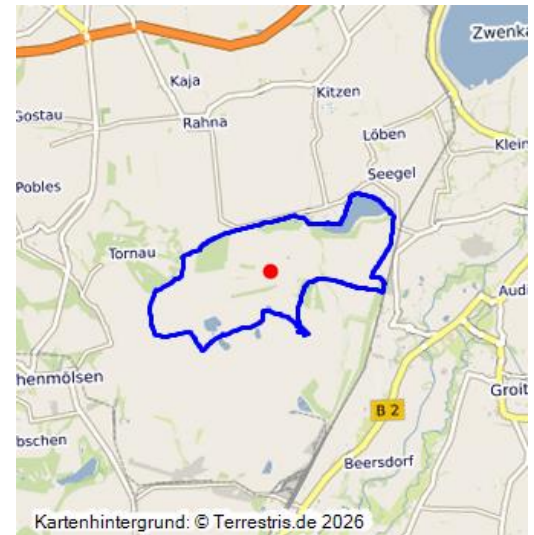 Zwenka
Kaja
Kitzen
Gostau
Rahna
Löben
Klein
Seegel
Pobles
Tornau
Audi
henmölsen
Groit
B 2
bschen
Beersdorf
Kartenhintergrund: © Terrestris.de 2026